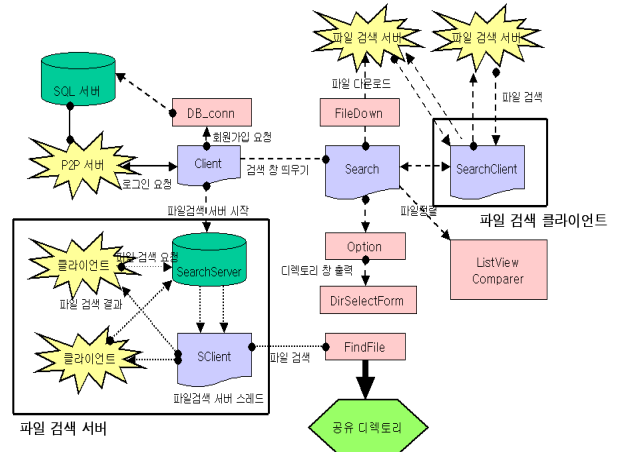 파일 검색 서버
파일 검색 서버
SQL 서버
파일 다운로드
파일 검색
DB_conn
FileDown
회원가입 요청
P2P 서버
Client
Search
SearchClient
로그인 요청
검색 창 띄우기
파일검색 서버 시작
파일정렬
파일 검색 클라이언트
Option
파일 검색 요청
클라이언트
SearchServer
디렉토리 창 출력
ListView
Comparer
파일 검색 결과
DirSelectForm
클라이언트
SClient
파일 검색
FindFile
파일검색 서버 스레드
파일 검색 서버
공유 디렉토리